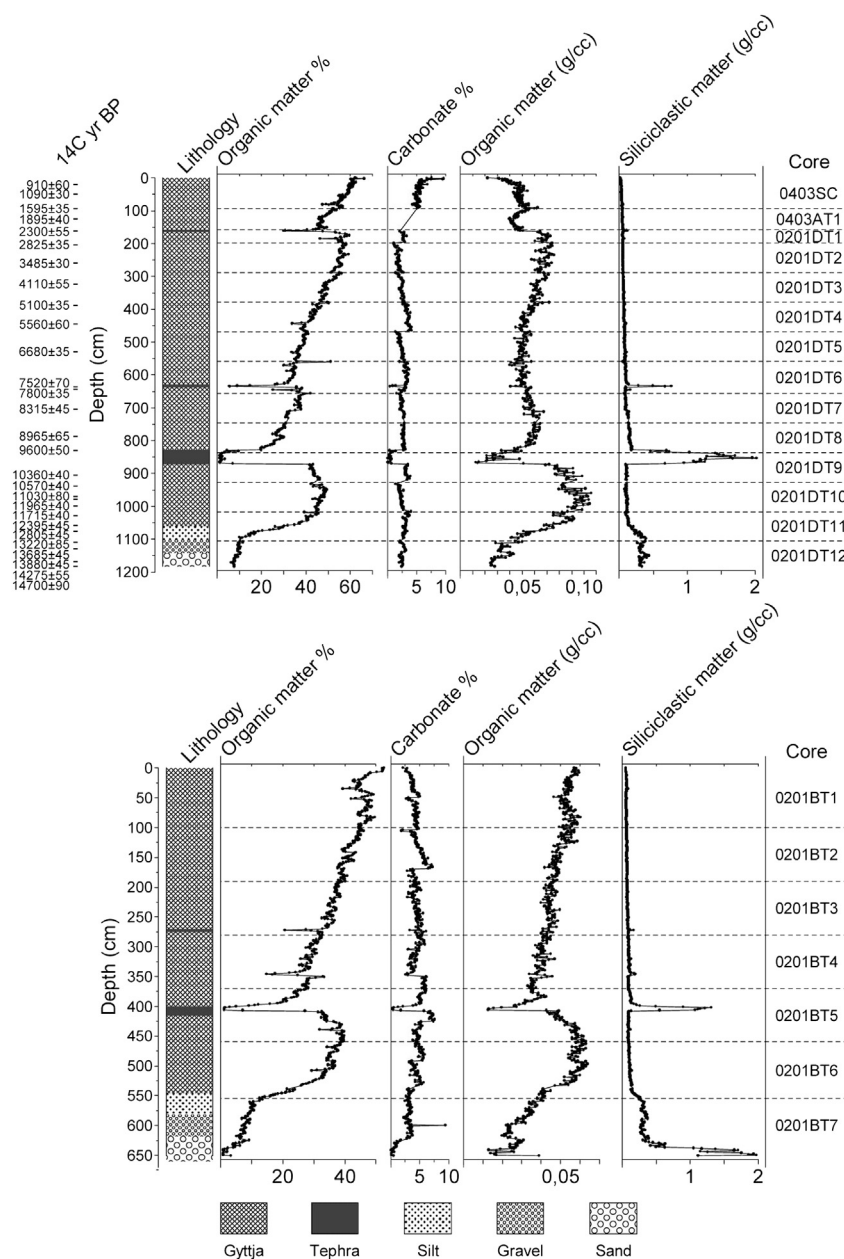 14C yr BP
Lithology
Organic matter %
Carbonate %
Organic matter (g/cc)
Siliciclastic matter (g/cc)
Core
910±60
1090±30
1595±35
1895±40
2300±55
2825±35
3485±30
4110±55
5100±35
5560±60
6680±35
7520±70
7800±35
8315±45
8965±65
9600±50
10360±40
10570±40
11030±80
11965±40
11715±40
12395±45
12805±45
13220±85
13685±45
13880±45
14275±55
14700±90
Depth (cm)
0
100
200
300
400
500
600
700
800
900
1000
1100
1200
0403SC
0403AT1
0201DT1
0201DT2
0201DT3
0201DT4
0201DT5
0201DT6
0201DT7
0201DT8
0201DT9
0201DT10
0201DT11
0201DT12
20 40 60 5 10 0,05 0,10 0 1 2
Lithology
Organic matter %
Carbonate %
Organic matter (g/cc)
Siliciclastic matter (g/cc)
Core
Depth (cm)
0
50
100
150
200
250
300
350
400
450
500
550
600
650
0201BT1
0201BT2
0201BT3
0201BT4
0201BT5
0201BT6
0201BT7
20 40 0 5 10 0,05 0 1 2
Gyttja Tephra Silt Gravel Sand